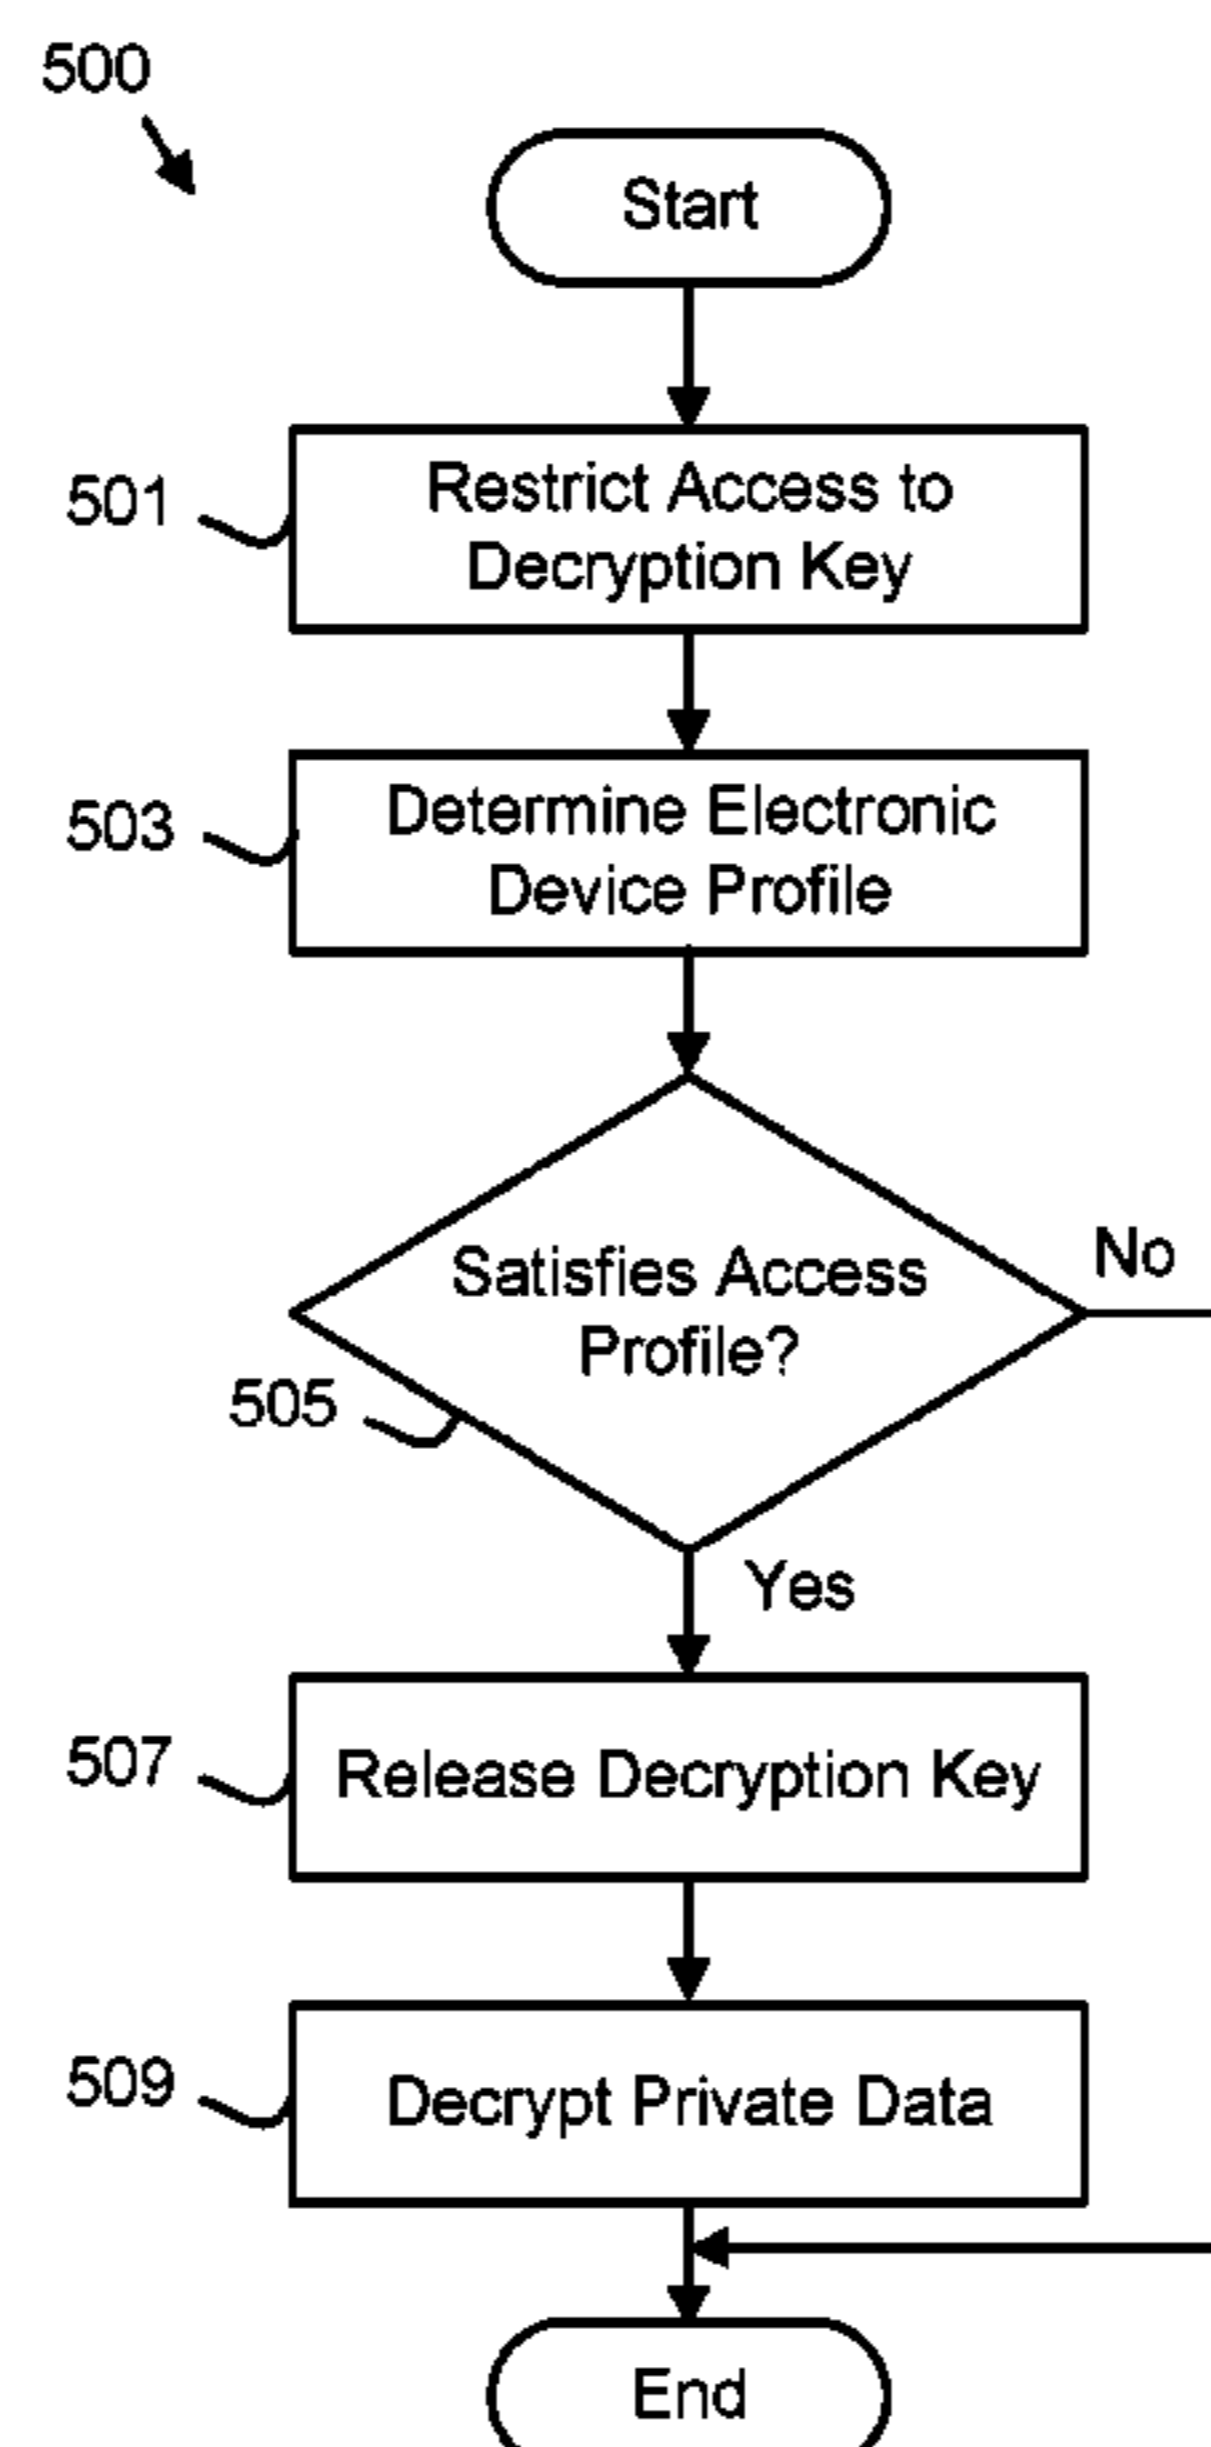 500
Start
501
Restrict Access to
Decryption Key
503
Determine Electronic
Device Profile
Satisfies Access
Profile?
No
505
Yes
507
Release Decryption Key
509
Decrypt Private Data
End